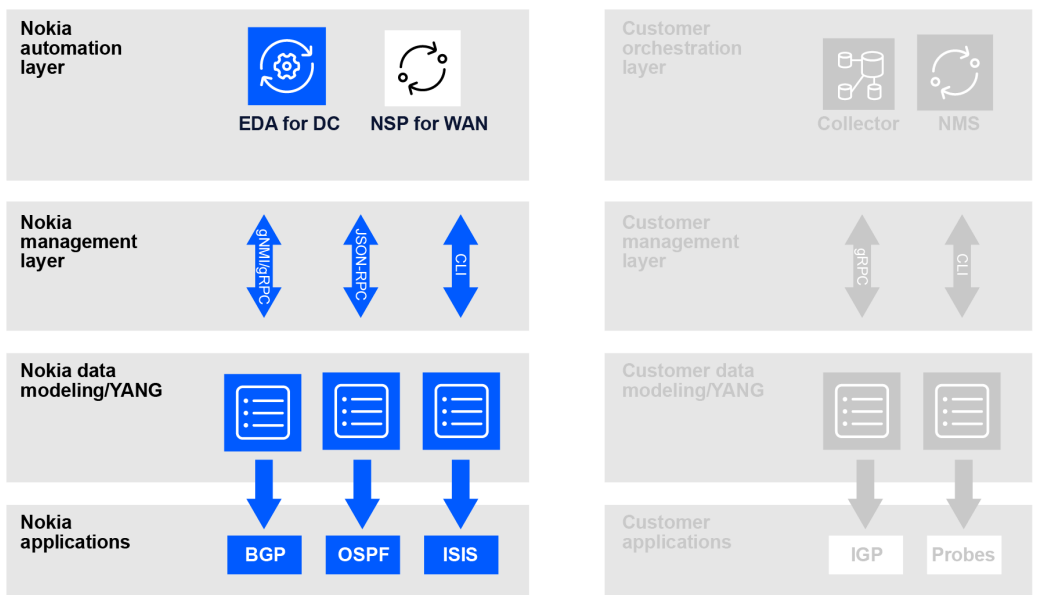 Nokia
automation
layer
EDA for DC
NSP for WAN
Customer
orchestration
layer
Collector
NMS
Nokia
management
layer
gNMI/gRPC
JSON-RPC
CLI
Customer
management
layer
gRPC
CLI
Nokia data
modeling/YANG
Customer data
modeling/YANG
Nokia
applications
BGP
OSPF
ISIS
Customer
applications
IGP
Probes